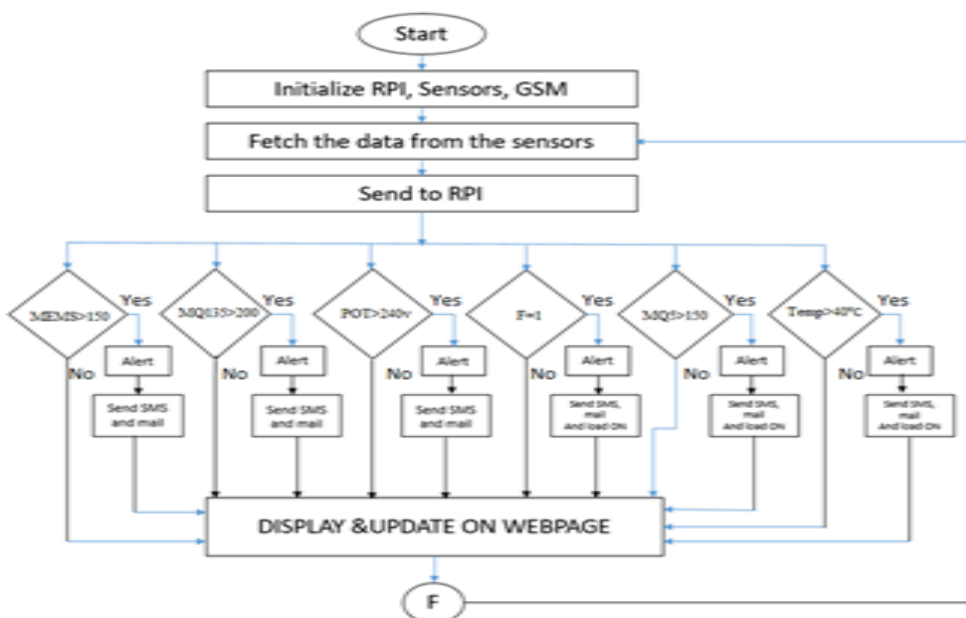 Start
Initialize RPI, Sensors, GSM
Fetch the data from the sensors
Send to RPI
MEMS>150
Yes
MQ135>200
Yes
POT>240v
Yes
F=1
Yes
MQ5>150
Yes
Temp>40°C
Yes
No
Alert
No
Alert
No
Alert
No
Alert
No
Alert
No
Alert
Send SMS
and mail
Send SMS
and mail
Send SMS
and mail
Send SMS,
mail
And load ON
Send SMS,
mail
And load ON
Send SMS,
mail
And load ON
DISPLAY &UPDATE ON WEBPAGE
F